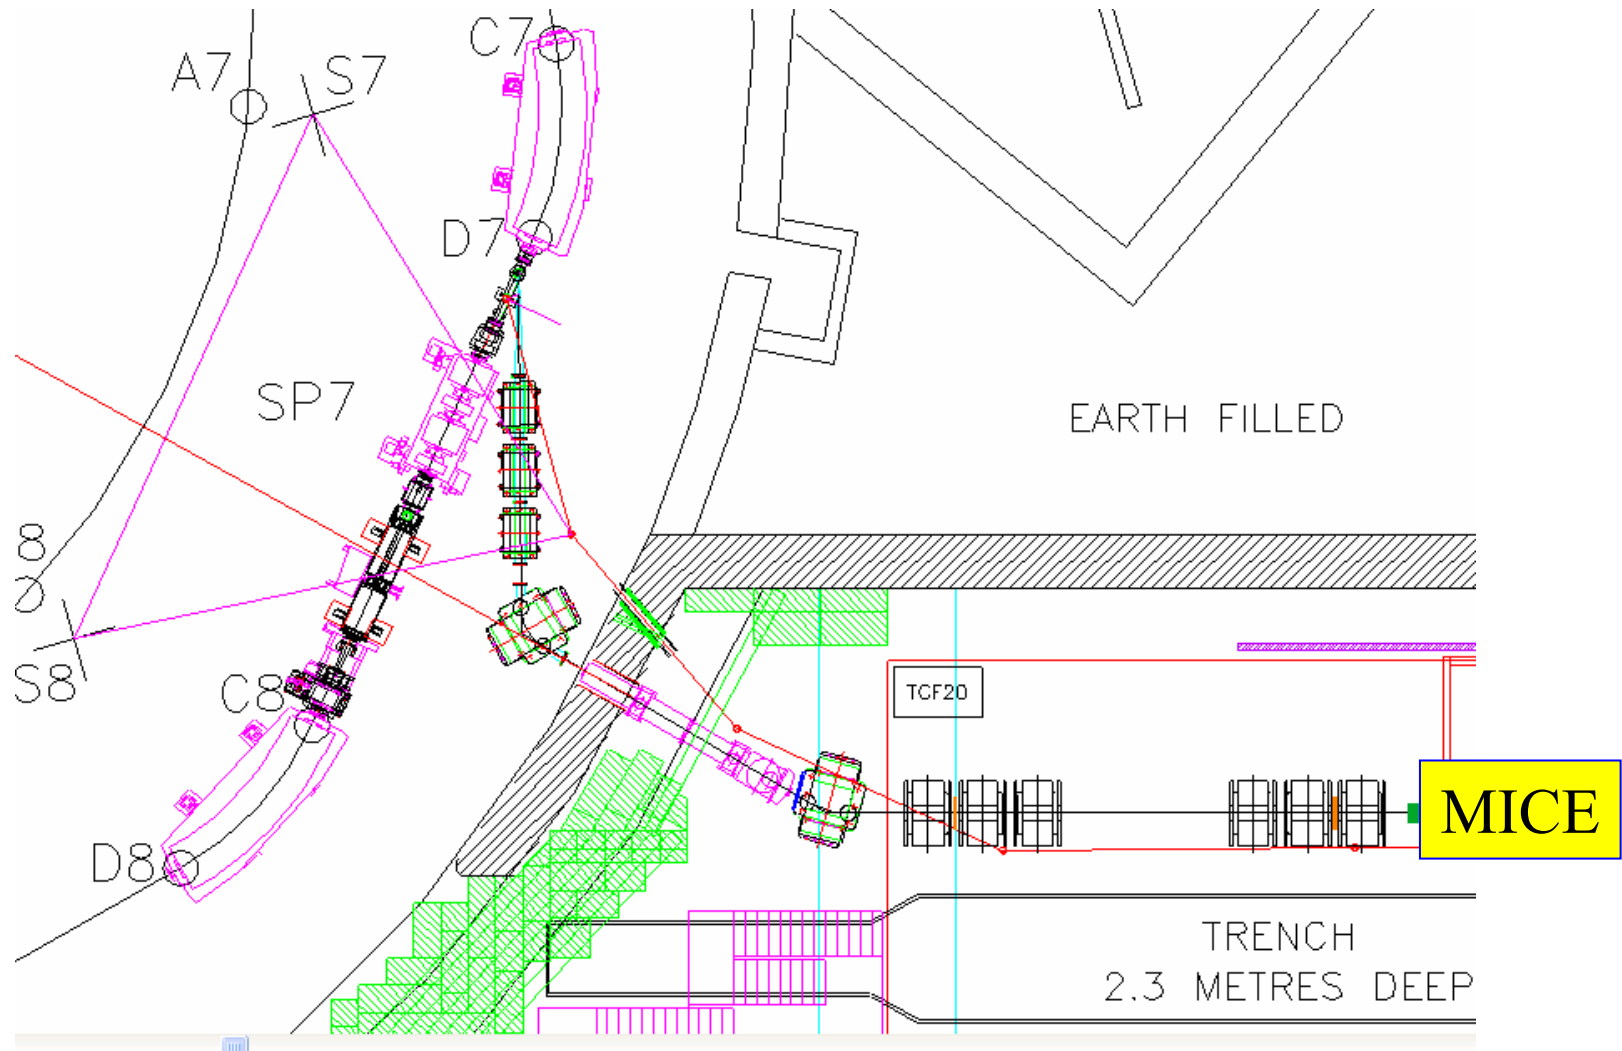 C7
A7
S7
D7
SP7
EARTH FILLED
8
S8
C8
TCF20
MICE
D8
TRENCH
2.3 METRES DEEP